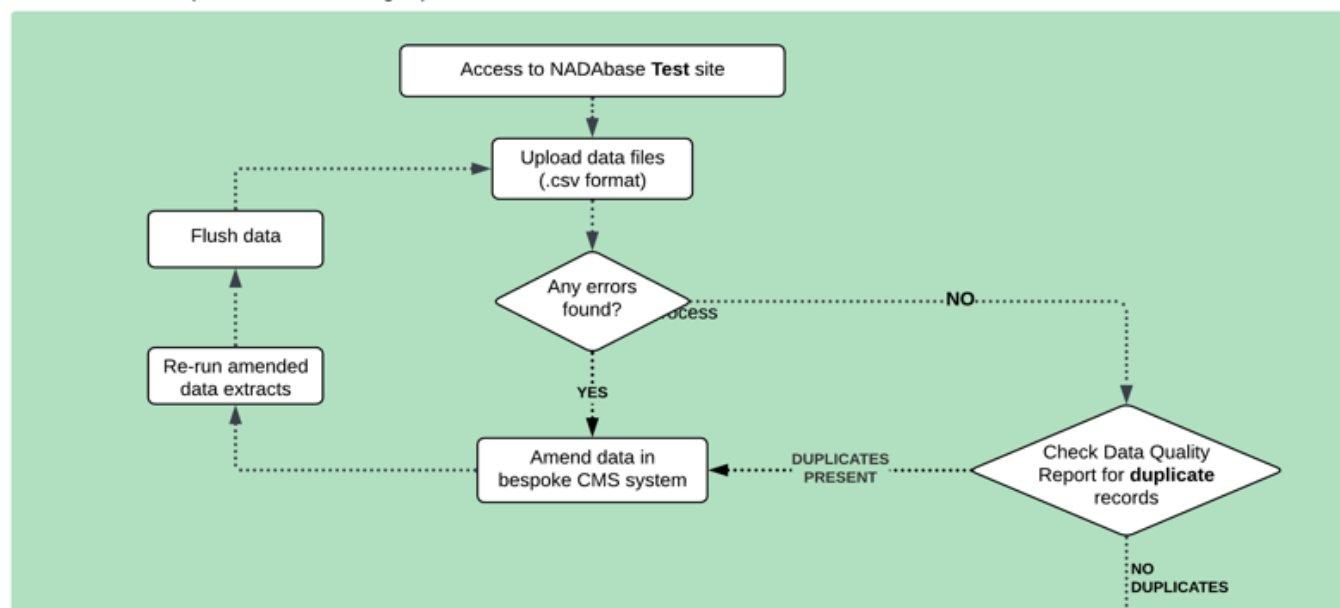 Access to NADAbase Test site
Upload data files
(.csv format)
Flush data
Any errors
found?
ocess
NO
Re-run amended
data extracts
YES
Amend data in
bespoke CMS system
DUPLICATES
PRESENT
Check Data Quality
Report for duplicate
records
NO
DUPLICATES